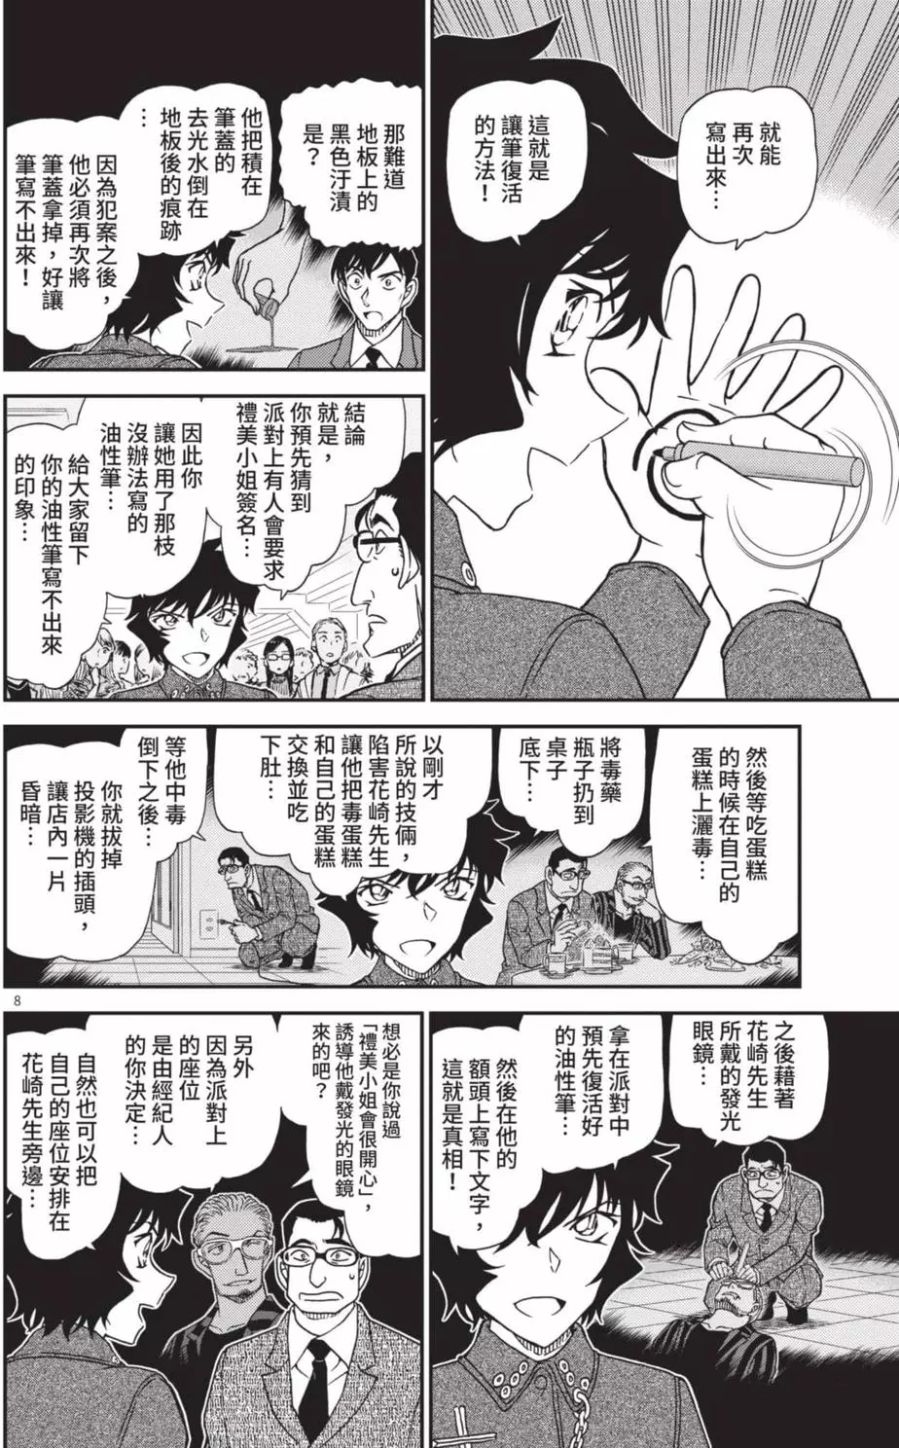 就能
再次
寫出來…
這就是
讓筆復活
的方法！
那難道
地板上的
黑色汙漬
是？
他把積在
筆蓋的
去光水倒在
地板後的痕跡
…
因為犯案之後，
他必須再次將
筆蓋拿掉，好讓
筆寫不出來！
結論
就是，
你預先猜到
派對上有人會要求
禮美小姐簽名…
因此你
讓她用了那枝
沒辦法寫的
油性筆…
給大家留下
你的油性筆寫不出來
的印象…
然後等吃蛋糕
的時候在自己的
蛋糕上灑毒…
將毒藥
瓶子扔到
桌子
底下…
以剛才
所說的技倆，
陷害花崎先生
讓他把毒蛋糕
和自己的蛋糕
交換並吃
下肚…
等他中毒
倒下之後…
你就拔掉
投影機的插頭，
讓店內一片
昏暗…
8
之後藉著
花崎先生
所戴的發光
眼鏡…
拿在派對中
預先復活好
的油性筆…
然後在他的
額頭上寫下文字，
這就是真相！
想必是你說過
「禮美小姐會很開心」，
誘導他戴發光的眼鏡
來的吧？
另外
因為派對上
的座位
是由經紀人
的你決定…
自然也可以把
自己的座位安排在
花崎先生旁邊…